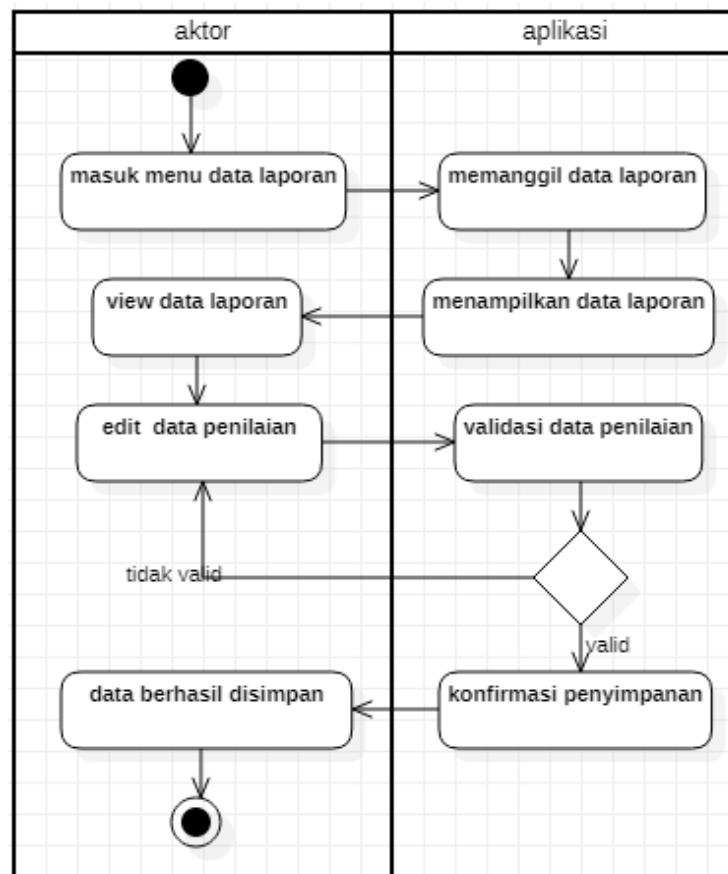 aktor
aplikasi
masuk menu data laporan
memanggil data laporan
view data laporan
menampilkan data laporan
edit  data penilaian
validasi data penilaian
tidak valid
valid
data berhasil disimpan
konfirmasi penyimpanan